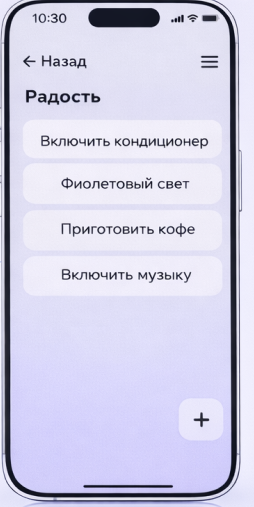 10:30
← Назад
Радость
Включить кондиционер
Фиолетовый свет
Приготовить кофе
Включить музыку
+